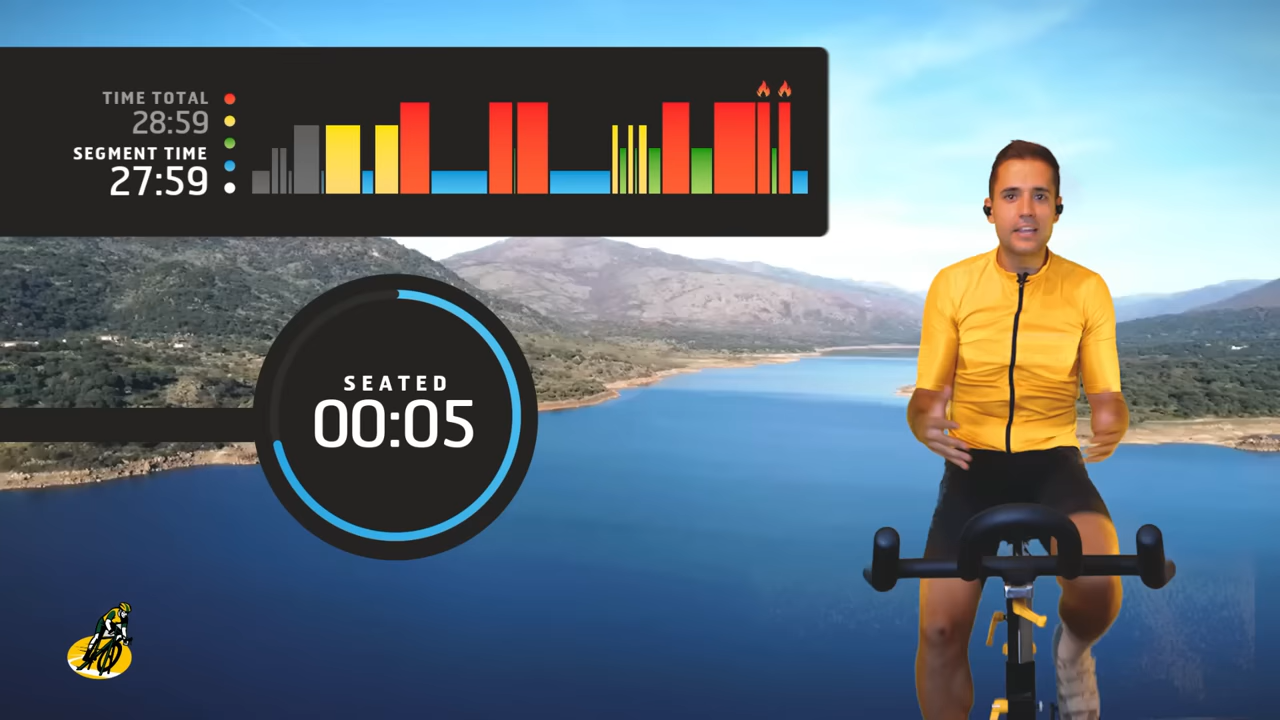 TIME TOTAL
28:59
SEGMENT TIME
27:59
SEATED
00:05